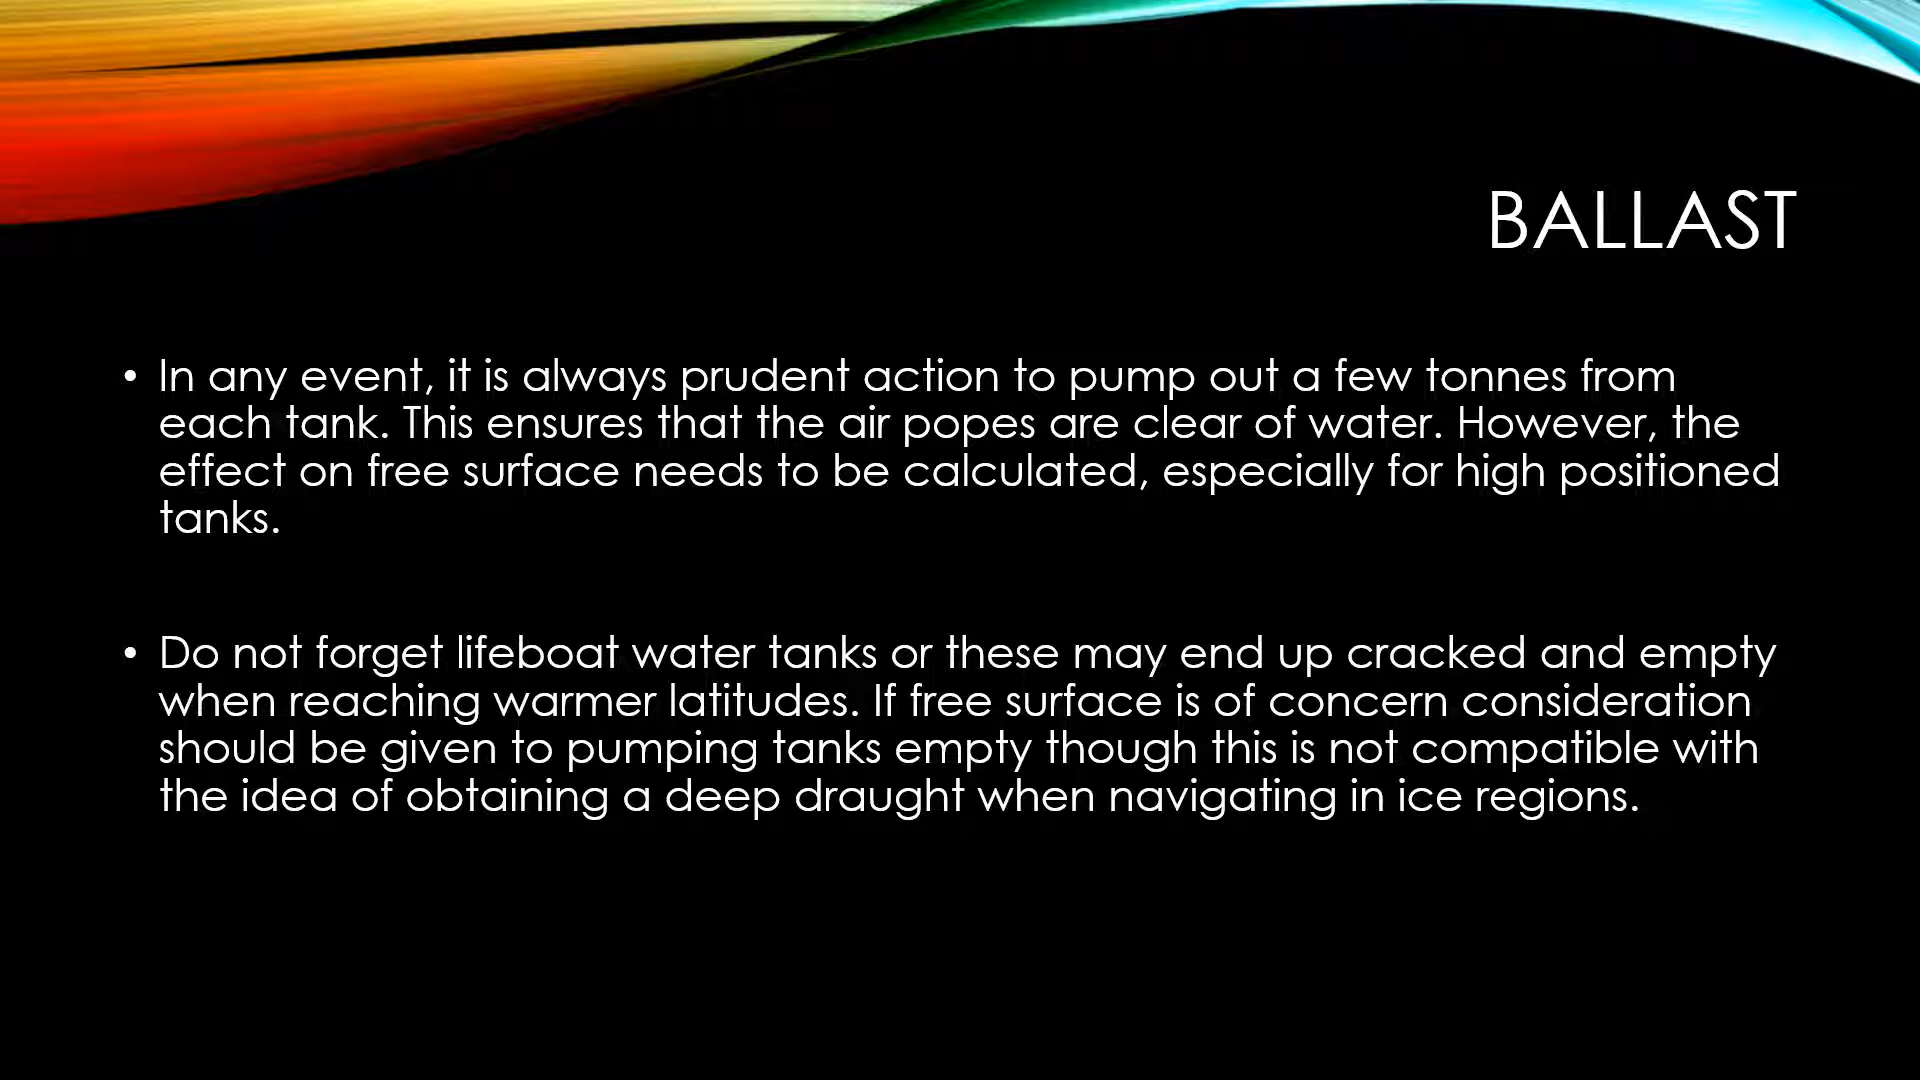 BALLAST
• In any event, it is always prudent action to pump out a few tonnes from
each tank. This ensures that the air popes are clear of water. However, the
effect on free surface needs to be calculated, especially for high positioned
tanks.
• Do not forget lifeboat water tanks or these may end up cracked and empty
when reaching warmer latitudes. If free surface is of concern consideration
should be given to pumping tanks empty though this is not compatible with
the idea of obtaining a deep draught when navigating in ice regions.